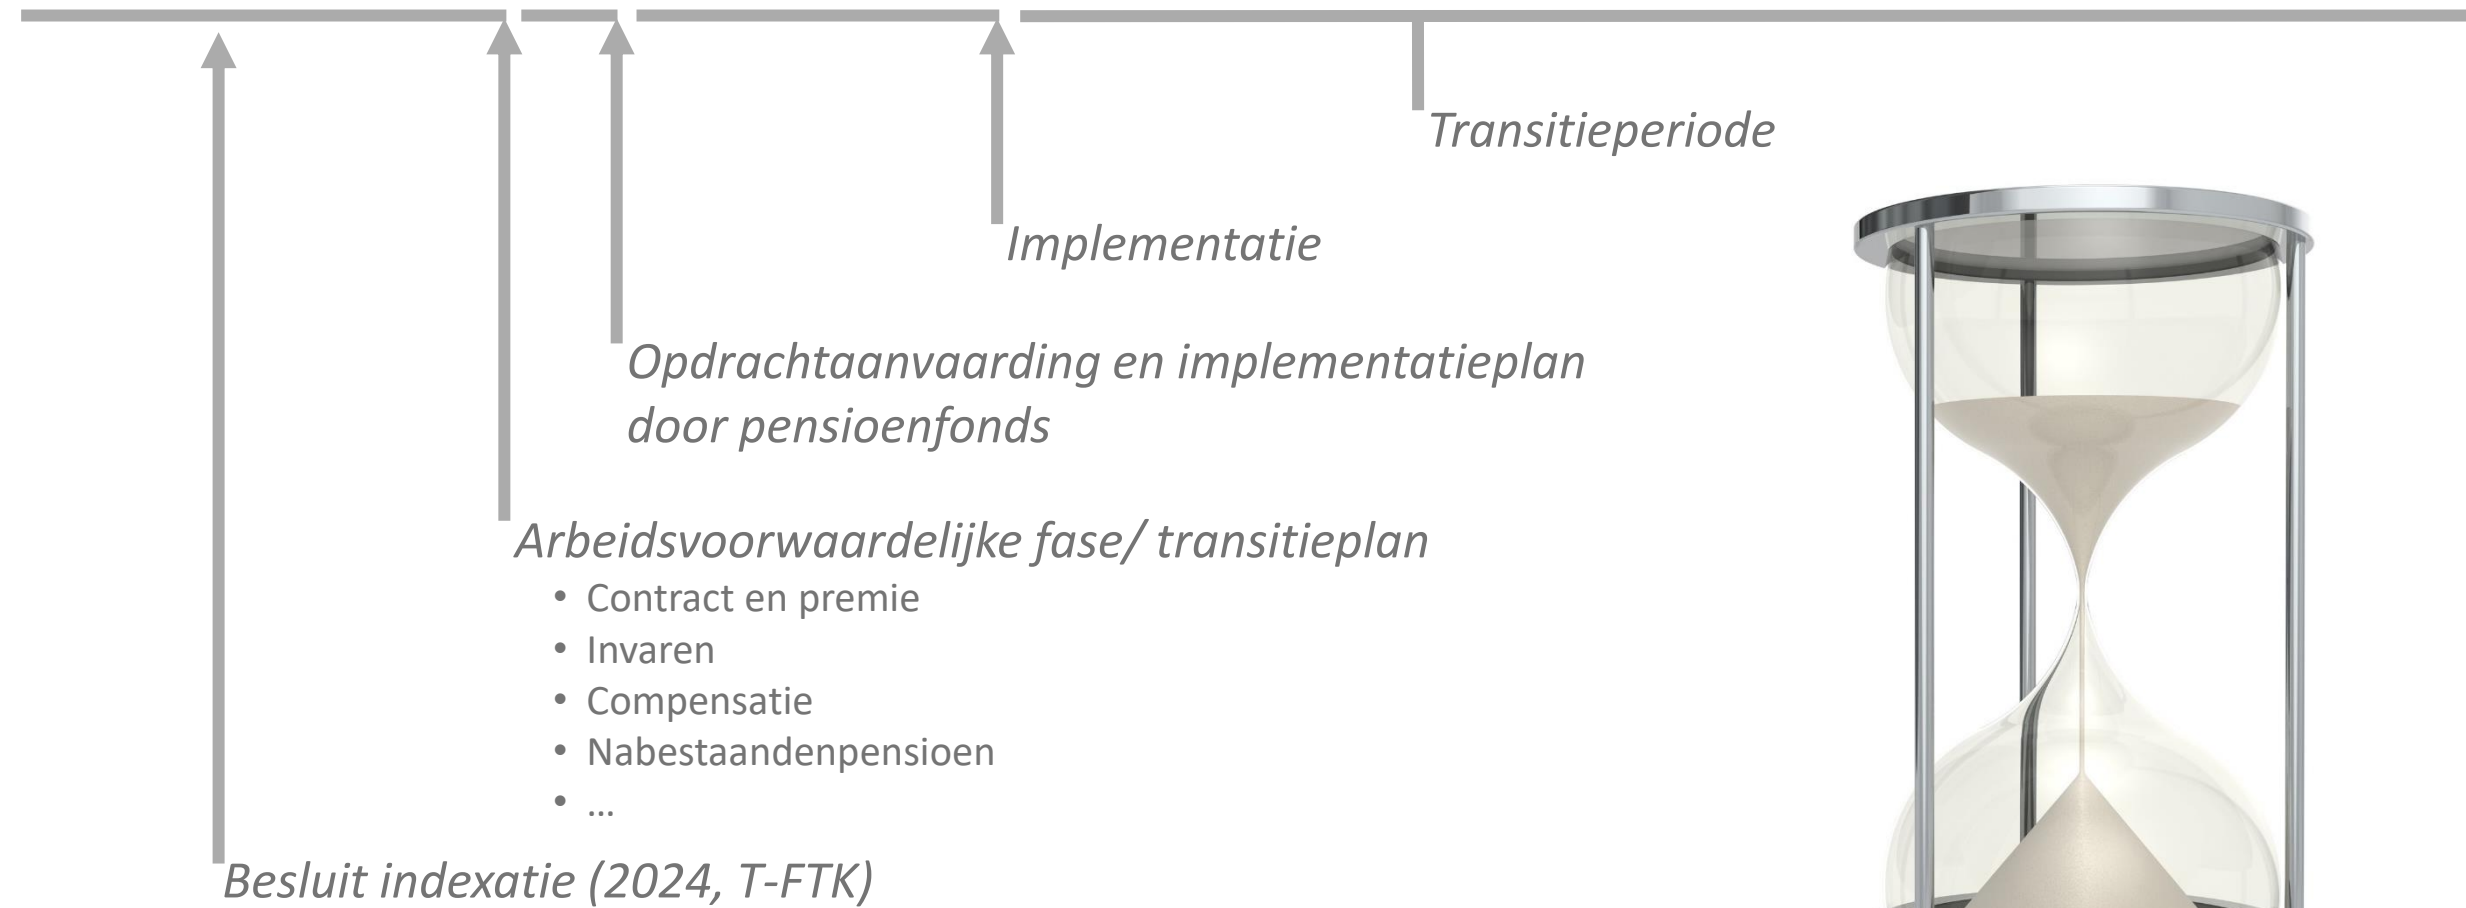 Transitieperiode
Implementatie
Opdrachtaanvaarding en implementatieplan
door pensioenfonds
Arbeidsvoorwaardelijke fase/ transitieplan
• Contract en premie
• Invaren
• Compensatie
• Nabestaandenpensioen
• …
Besluit indexatie (2024, T-FTK)